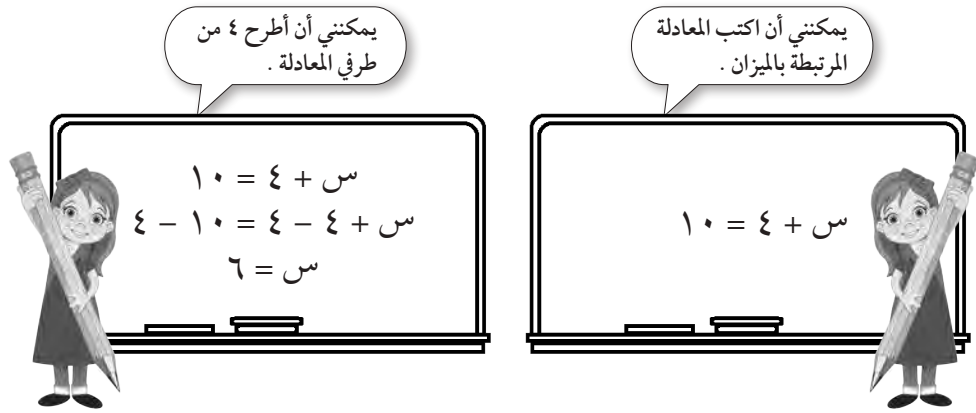 يمكنني أن اكتب المعادلة
المرتبطة بالميزان .
س + ٤ = ١٠
يمكنني أن أطرح ٤ من
طرفي المعادلة .
س + ٤ = ١٠
س + ٤ − ٤ = ١٠ − ٤
س = ٦